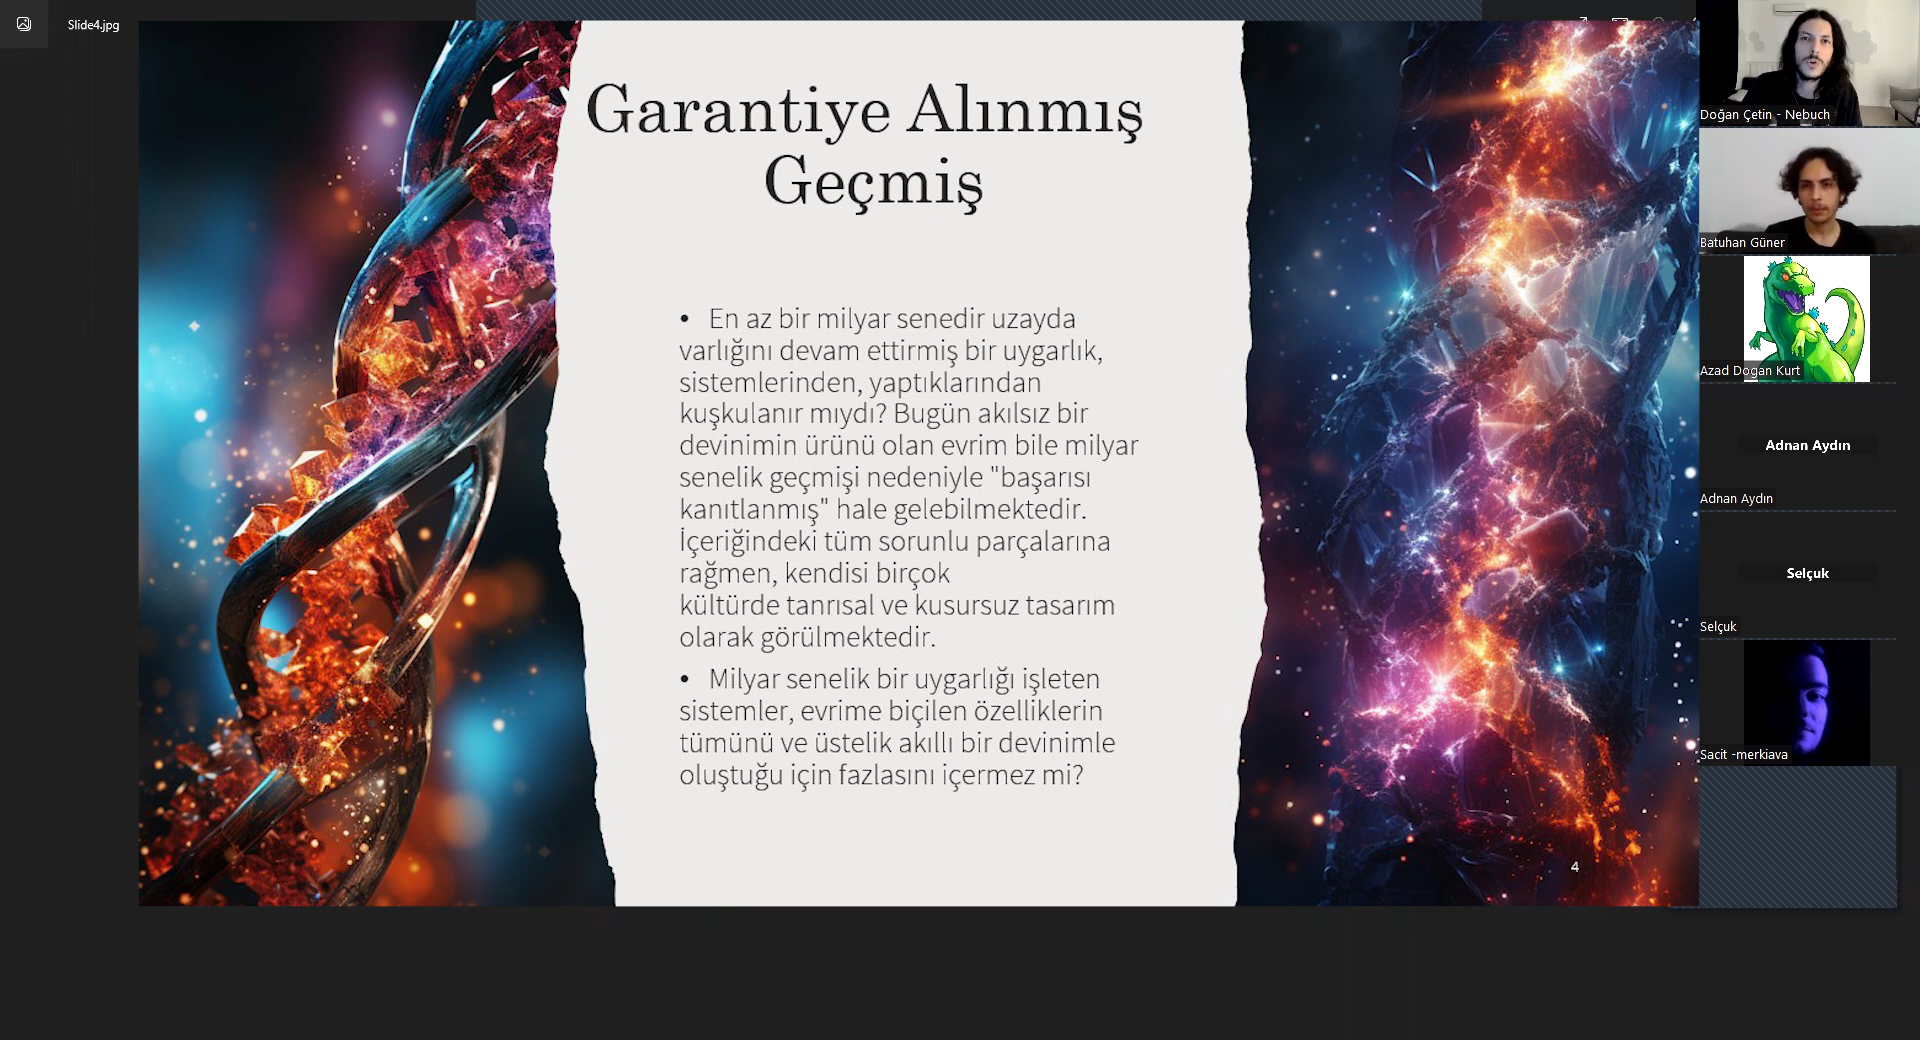 Slide4.jpg
Garantiye Alınmış
Geçmiş
• En az bir milyar senedir uzayda
varlığını devam ettirmiş bir uygarlık,
sistemlerinden, yaptıklarından
kuşkulanır mıydı? Bugün akılsız bir
devinimin ürünü olan evrim bile milyar
senelik geçmişi nedeniyle "başarısı
kanıtlanmış" hale gelebilmektedir.
İçeriğindeki tüm sorunlu parçalarına
rağmen, kendisi birçok
kültürde tanrısal ve kusursuz tasarım
olarak görülmektedir.
• Milyar senelik bir uygarlığı işleten
sistemler, evrime biçilen özelliklerin
tümünü ve üstelik akıllı bir devinimle
oluştuğu için fazlasını içermez mi?
4
Doğan Çetin - Nebuch
Batuhan Güner
Azad Dogan Kurt
Adnan Aydın
Adnan Aydın
Selçuk
Selçuk
Sacit -merkiava